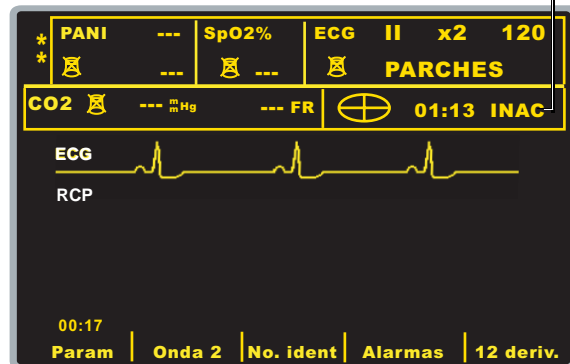 * PANI --- SpO2% ECG II x2 120
* --- --- PARCHES
CO2 --- mmHg --- FR 01:13 INAC
ECG
RCP
00:17
Param Onda 2 No. ident Alarmas 12 deriv.